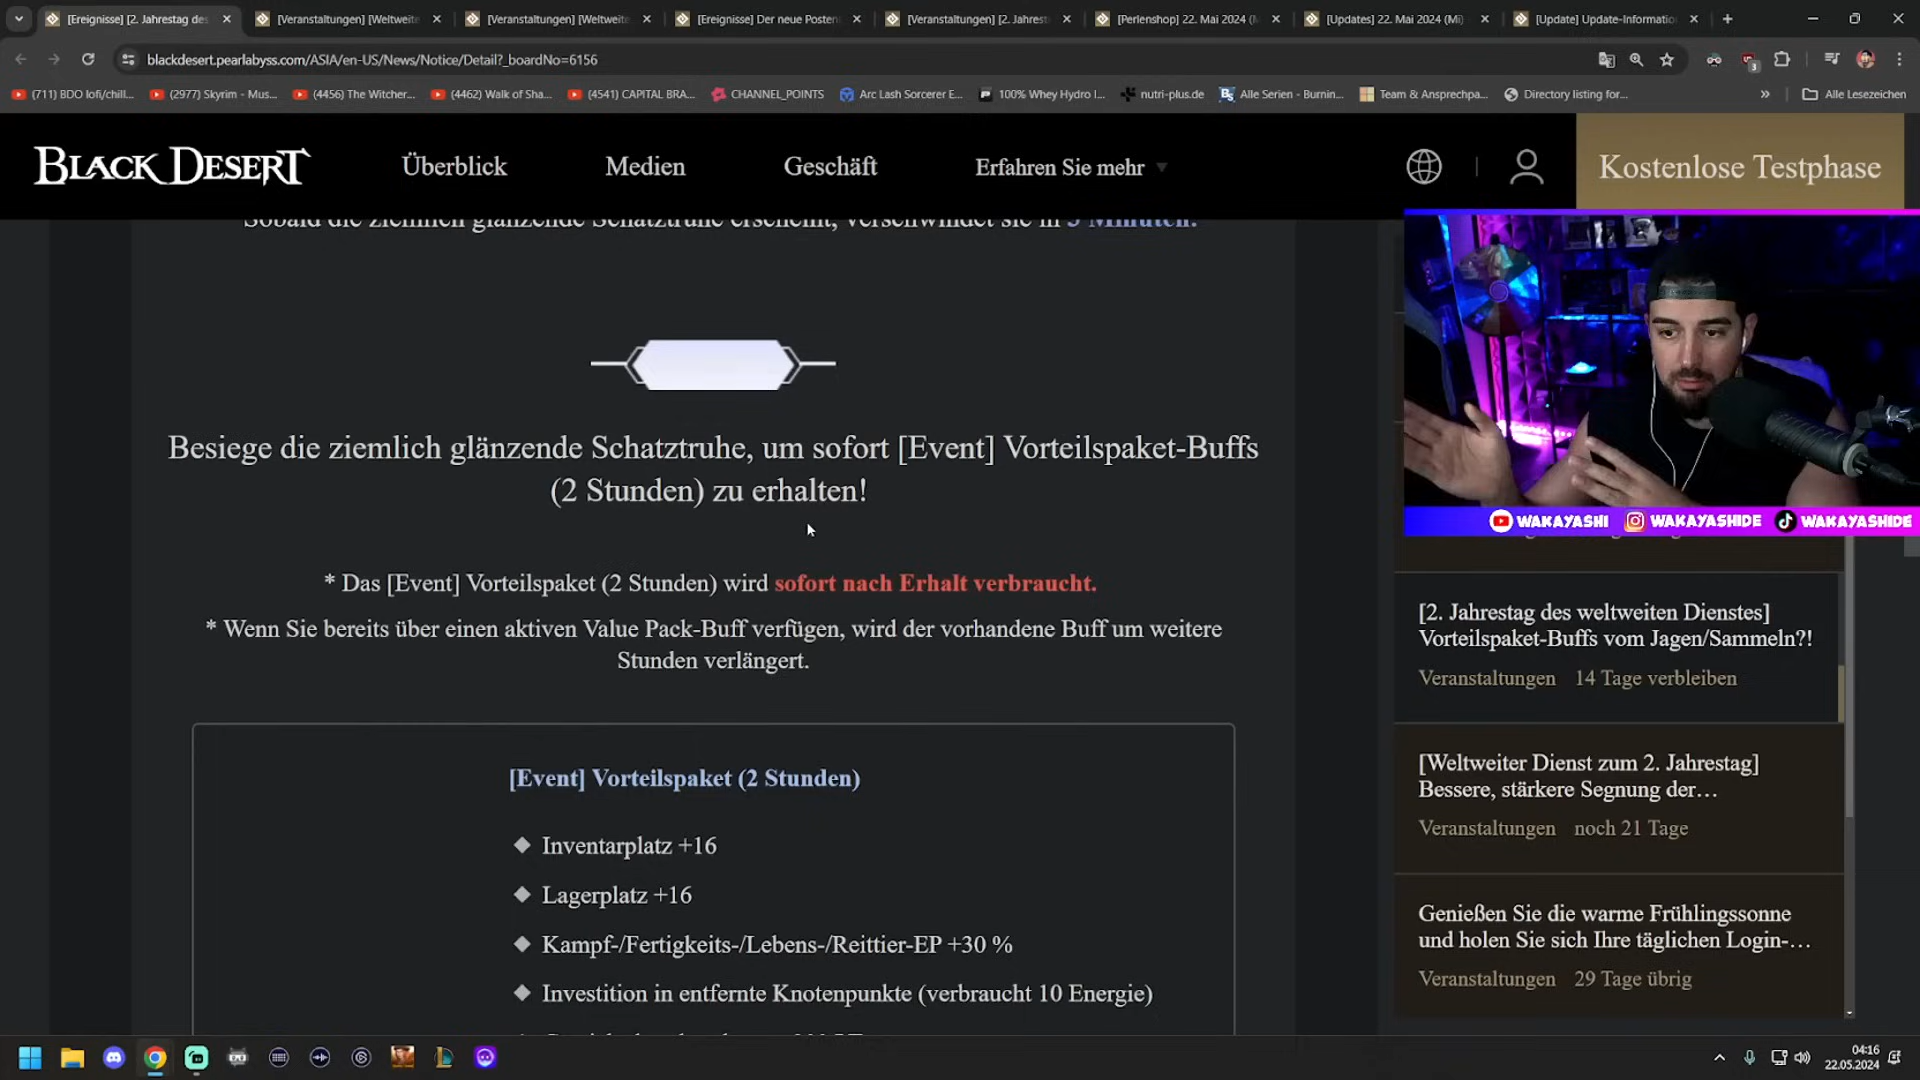 [Ereignisse] [2. Jahrestag des
[Veranstaltungen] [Weltweite
[Veranstaltungen] [Weltweite
[Ereignisse] Der neue Posten
[Veranstaltungen] [2. Jahrest
[Perlenshop] 22. Mai 2024 (M
[Updates] 22. Mai 2024 (Mi)
[Update] Update-Informatio
blackdesert.pearlabyss.com/ASIA/en-US/News/Notice/Detail?_boardNo=6156
3
(711) BDO lofi/chill...
(2977) Skyrim - Mus...
(4456) The Witcher...
(4462) Walk of Sha...
(4541) CAPITAL BRA...
CHANNEL_POINTS
Arc Lash Sorcerer E...
100% Whey Hydro I...
nutri-plus.de
Alle Serien - Burnin...
Team & Ansprechpa...
Directory listing for...
Alle Lesezeichen
BLACK DESERT
Überblick
Medien
Geschäft
Erfahren Sie mehr
Kostenlose Testphase
Sobald die ziemlich glänzende Schatztruhe erscheint, verschwindet sie in 5 Minuten.
Besiege die ziemlich glänzende Schatztruhe, um sofort [Event] Vorteilspaket-Buffs
(2 Stunden) zu erhalten!
* Das [Event] Vorteilspaket (2 Stunden) wird sofort nach Erhalt verbraucht.
* Wenn Sie bereits über einen aktiven Value Pack-Buff verfügen, wird der vorhandene Buff um weitere
Stunden verlängert.
[Event] Vorteilspaket (2 Stunden)
Inventarplatz +16
Lagerplatz +16
Kampf-/Fertigkeits-/Lebens-/Reittier-EP +30 %
Investition in entfernte Knotenpunkte (verbraucht 10 Energie)
WAKAYASHI
WAKAYASHIDE
WAKAYASHIDE
[2. Jahrestag des weltweiten Dienstes]
Vorteilspaket-Buffs vom Jagen/Sammeln?!
Veranstaltungen 14 Tage verbleiben
[Weltweiter Dienst zum 2. Jahrestag]
Bessere, stärkere Segnung der...
Veranstaltungen noch 21 Tage
Genießen Sie die warme Frühlingssonne
und holen Sie sich Ihre täglichen Login-...
Veranstaltungen 29 Tage übrig
04:16
22.05.2024